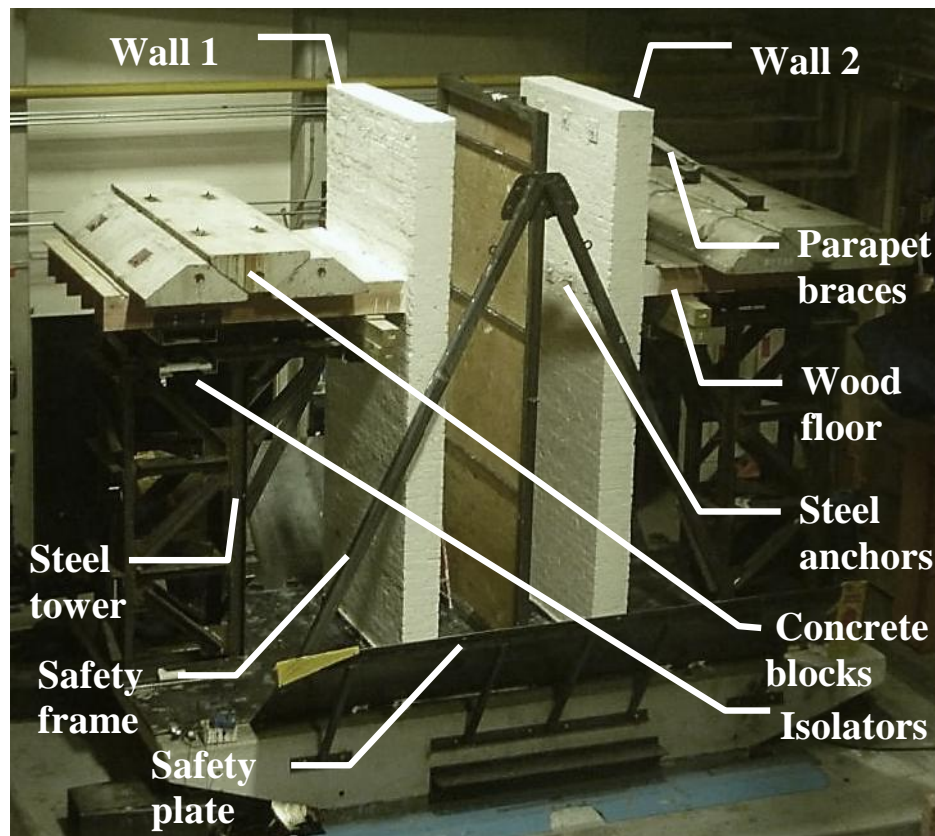 Wall 1
Wall 2
Parapet
braces
Wood
floor
Steel
anchors
Steel
tower
Concrete
blocks
Safety
frame
Isolators
Safety
plate